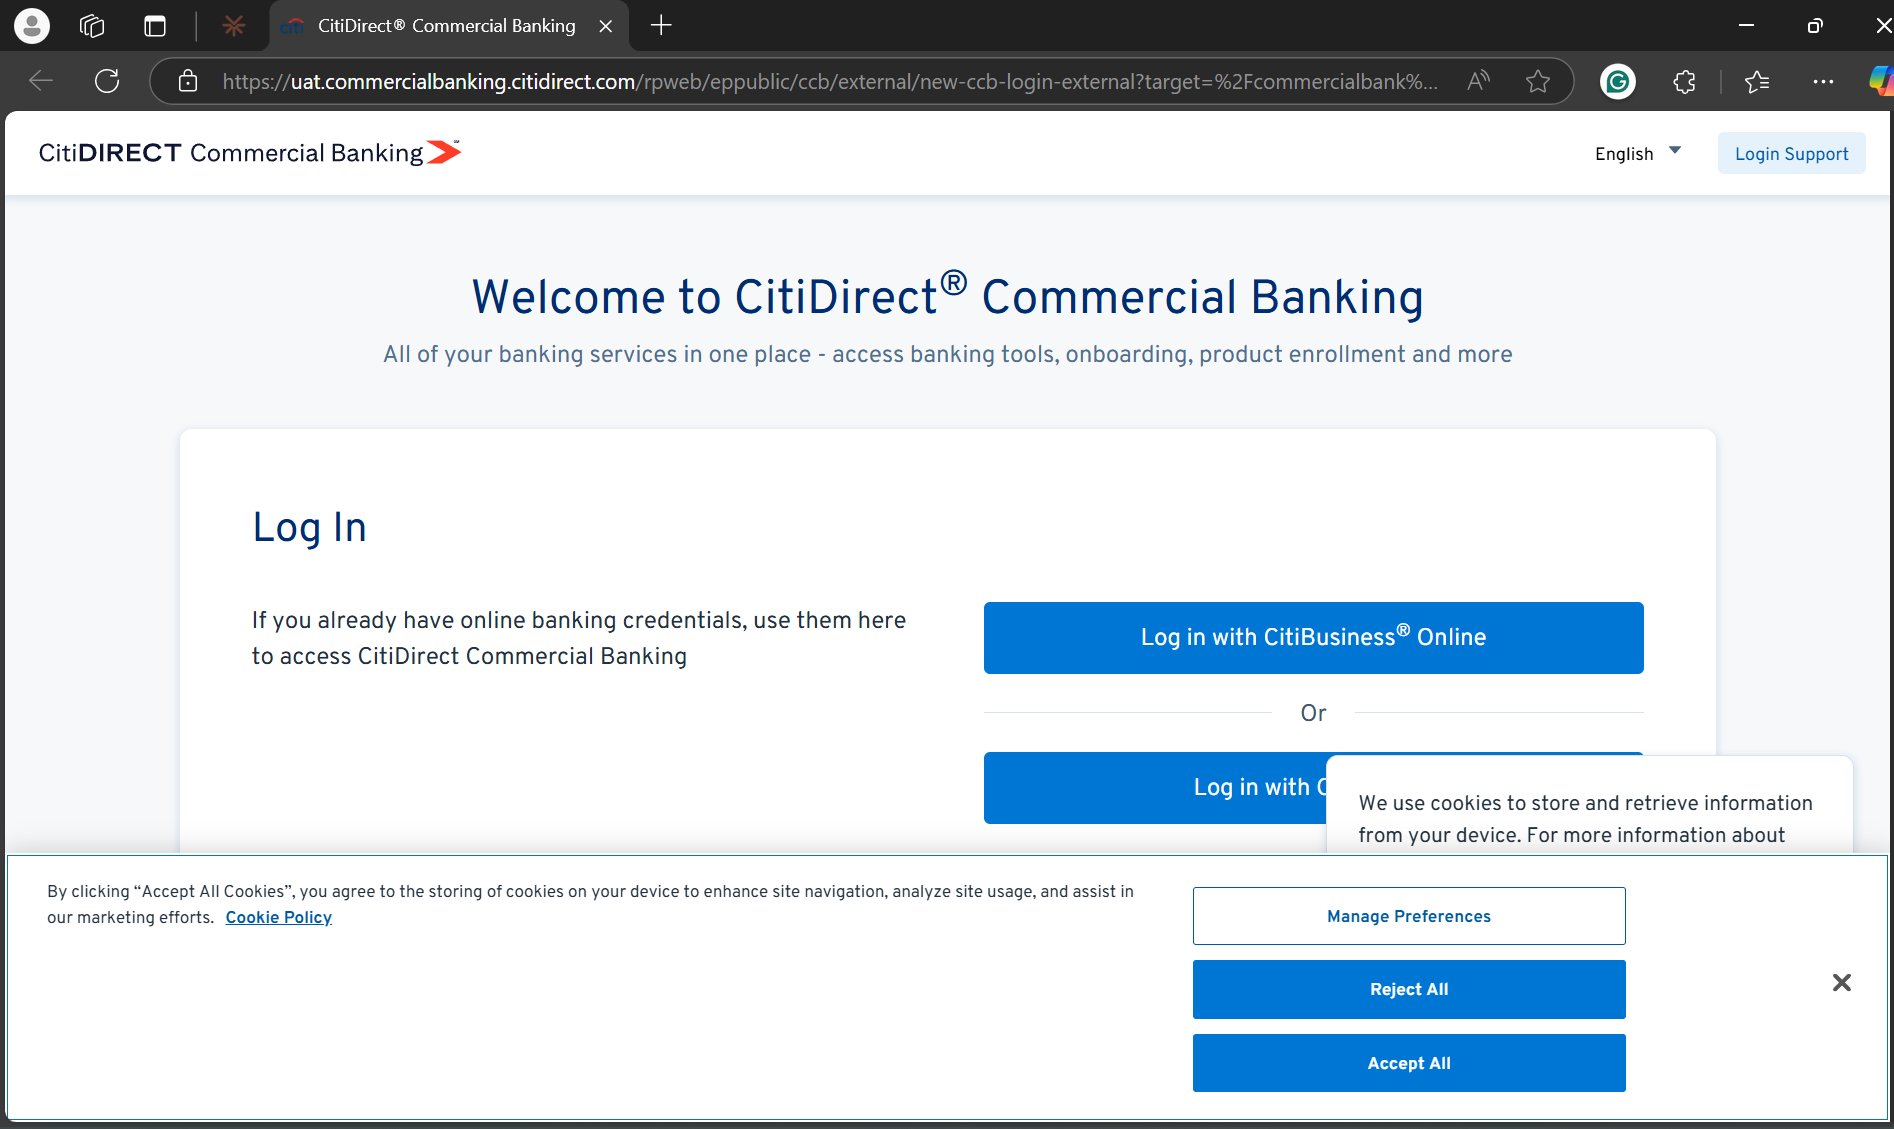 CitiDirect® Commercial Banking
https://uat.commercialbanking.citidirect.com/rpweb/eppublic/ccb/external/new-ccb-login-external?target=%2Fcommercialbank%...
CitiDIRECT Commercial Banking
English
Login Support
Welcome to CitiDirect® Commercial Banking
All of your banking services in one place - access banking tools, onboarding, product enrollment and more
Log In
If you already have online banking credentials, use them here
to access CitiDirect Commercial Banking
Log in with CitiBusiness® Online
Or
Log in with C
We use cookies to store and retrieve information
from your device. For more information about
By clicking “Accept All Cookies”, you agree to the storing of cookies on your device to enhance site navigation, analyze site usage, and assist in
our marketing efforts. Cookie Policy
Manage Preferences
Reject All
Accept All